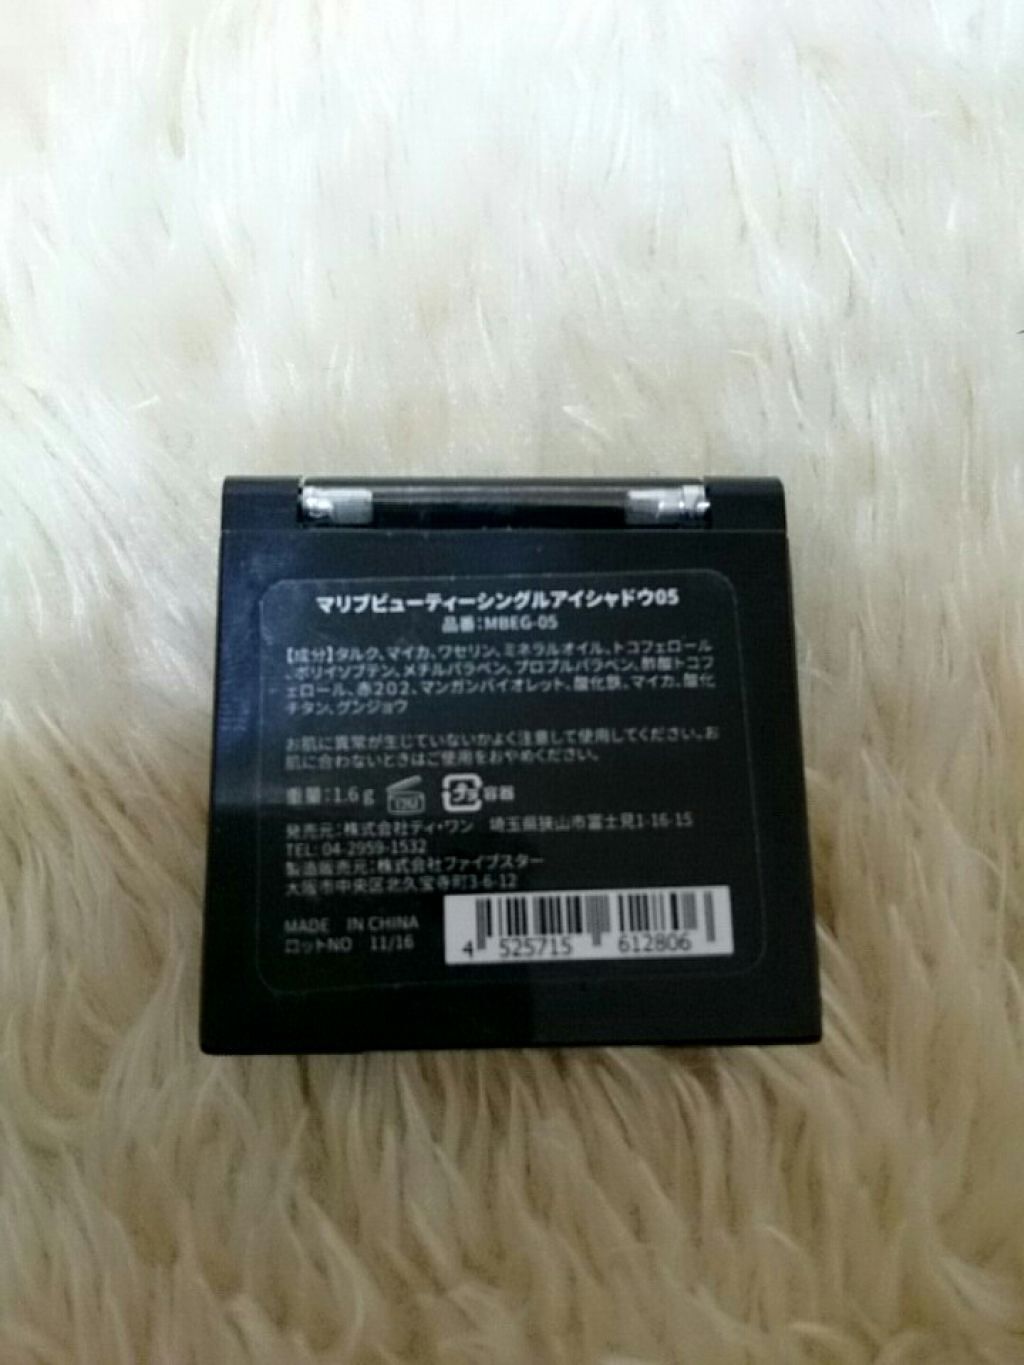 マリブビューティーシングルアイシャドウ05
品番:MBEG-05
【成分】タルク、マイカ、ワセリン、ミネラルオイル、トコフェロール
、ポリイソブテン、メチルパラベン、プロプルパラベン、酢酸トコフ
ェロール、赤202、マンガンバイオレット、酸化鉄、マイカ、酸化
チタン、グンジョウ
お肌に異常が生じていないかよく注意して使用してください。お
肌に合わないときはご使用をおやめください。
重量:1.6g プラ 容器
発売元:株式会社ディ・ワン 埼玉県狭山市富士見1-16-15
TEL 04-2959-1532
製造販売元:株式会社ファイブスター
大阪市中央区北久宝寺町3-6-12
MADE IN CHINA
ロットNO 11/16
4 525715 612806